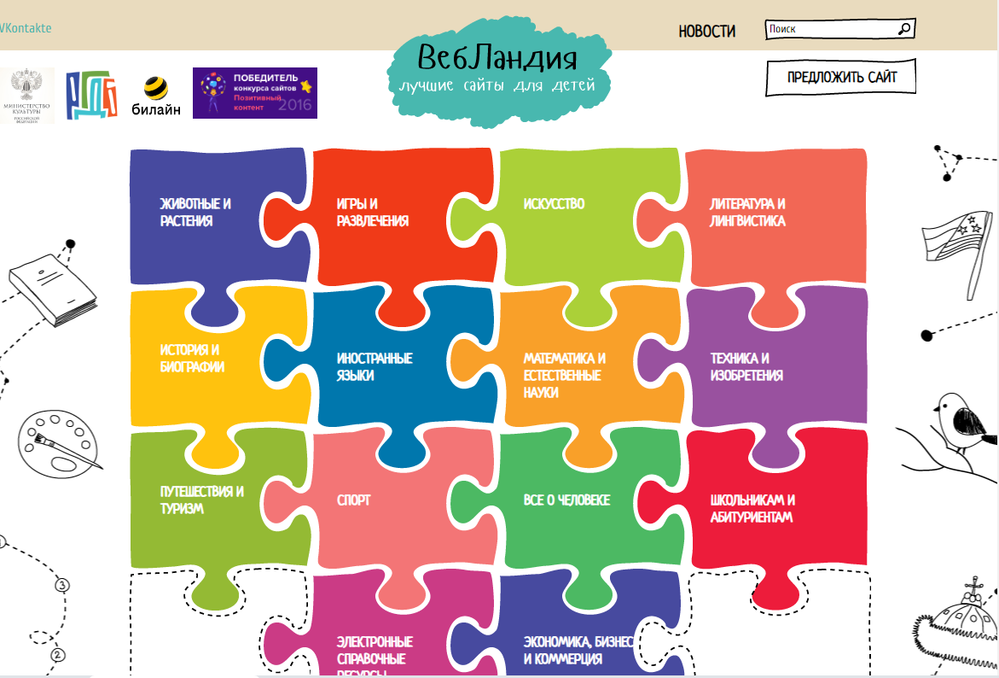 VKontakte
НОВОСТИ
Поиск
ВебЛандия
лучшие сайты для детей
ПРЕДЛОЖИТЬ САЙТ
МИНИСТЕРСТВО
КУЛЬТУРЫ
РОССИЙСКОЙ
ФЕДЕРАЦИИ
РГДБ
билайн
ПОБЕДИТЕЛЬ
конкурса сайтов
Позитивный
контент 2016
ЖИВОТНЫЕ И
РАСТЕНИЯ
ИГРЫ И
РАЗВЛЕЧЕНИЯ
ИСКУССТВО
ЛИТЕРАТУРА И
ЛИНГВИСТИКА
ИСТОРИЯ И
БИОГРАФИИ
ИНОСТРАННЫЕ
ЯЗЫКИ
МАТЕМАТИКА И
ЕСТЕСТВЕННЫЕ
НАУКИ
ТЕХНИКА И
ИЗОБРЕТЕНИЯ
ПУТЕШЕСТВИЯ И
ТУРИЗМ
СПОРТ
ВСЕ О ЧЕЛОВЕКЕ
ШКОЛЬНИКАМ И
АБИТУРИЕНТАМ
3
2
ЭЛЕКТРОННЫЕ
СПРАВОЧНЫЕ
РЕСУРСЫ
ЭКОНОМИКА, БИЗНЕС
И КОММЕРЦИЯ